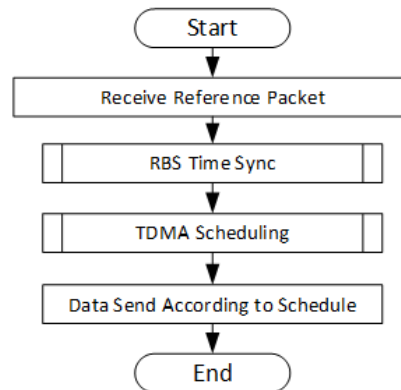 Start
Receive Reference Packet
RBS Time Sync
TDMA Scheduling
Data Send According to Schedule
End